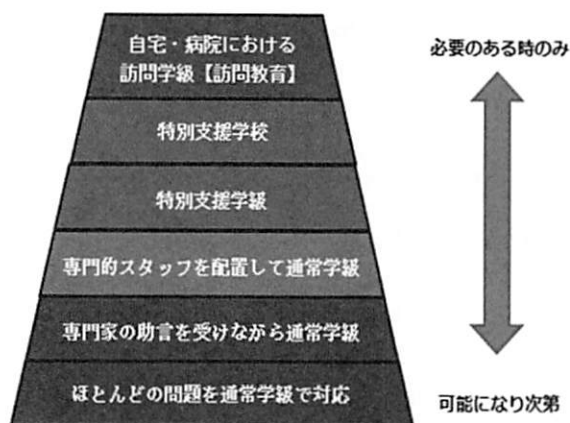 自宅・病院における
訪問学級【訪問教育】
必要のある時のみ
特別支援学校
特別支援学級
専門的スタッフを配置して通常学級
専門家の助言を受けながら通常学級
ほとんどの問題を通常学級で対応
可能になり次第